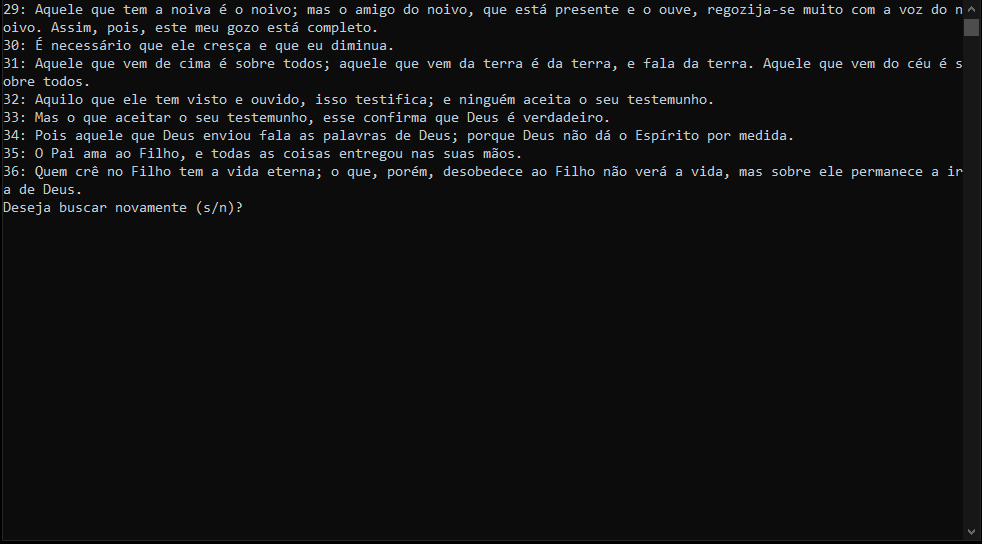 29: Aquele que tem a noiva é o noivo; mas o amigo do noivo, que está presente e o ouve, regozija-se muito com a voz do n
oivo. Assim, pois, este meu gozo está completo.
30: É necessário que ele cresça e que eu diminua.
31: Aquele que vem de cima é sobre todos; aquele que vem da terra é da terra, e fala da terra. Aquele que vem do céu é s
obre todos.
32: Aquilo que ele tem visto e ouvido, isso testifica; e ninguém aceita o seu testemunho.
33: Mas o que aceitar o seu testemunho, esse confirma que Deus é verdadeiro.
34: Pois aquele que Deus enviou fala as palavras de Deus; porque Deus não dá o Espírito por medida.
35: O Pai ama ao Filho, e todas as coisas entregou nas suas mãos.
36: Quem crê no Filho tem a vida eterna; o que, porém, desobedece ao Filho não verá a vida, mas sobre ele permanece a ir
a de Deus.
Deseja buscar novamente (s/n)?